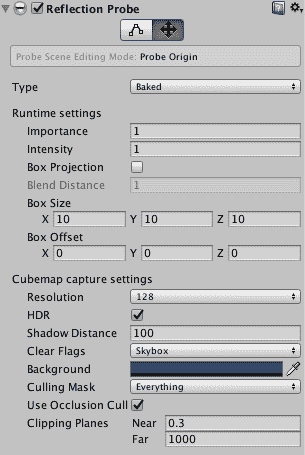 Reflection Probe
Probe Scene Editing Mode: Probe Origin
Type Baked
Runtime settings
Importance 1
Intensity 1
Box Projection
Blend Distance 1
Box Size
X 10 Y 10 Z 10
Box Offset
X 0 Y 0 Z 0
Cubemap capture settings
Resolution 128
HDR
Shadow Distance 100
Clear Flags Skybox
Background
Culling Mask Everything
Use Occlusion Cull
Clipping Planes Near 0.3
Far 1000